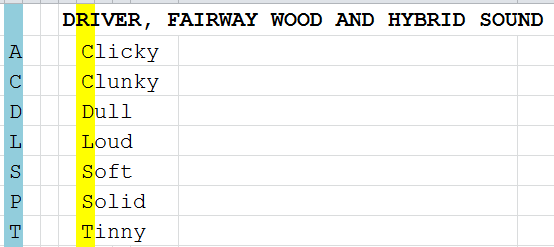 DRIVER, FAIRWAY WOOD AND HYBRID SOUND
A Clicky
C Clunky
D Dull
L Loud
S Soft
P Solid
T Tinny